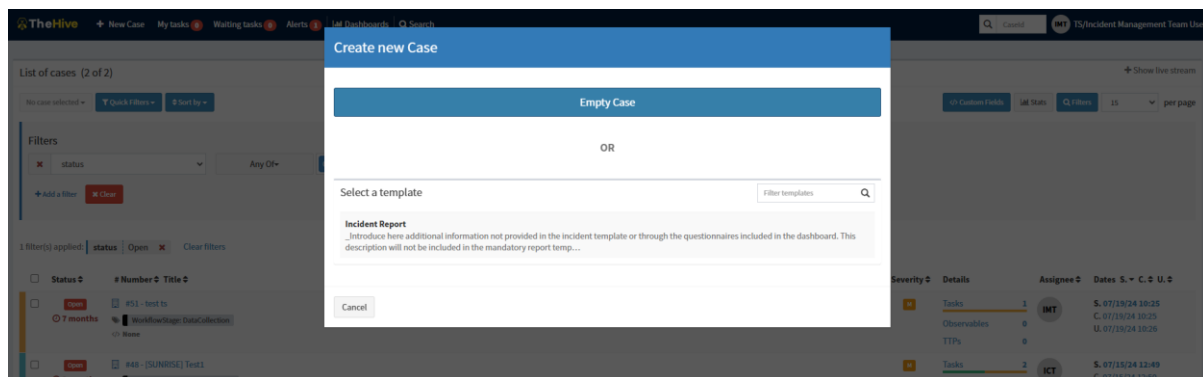 TheHive + New Case My tasks 0 Waiting tasks 0 Alerts 1 Dashboards Search CaseId IMT TS/Incident Management Team Use
Create new Case
List of cases (2 of 2) + Show live stream
No case selected Quick Filters Sort by Custom Fields Stats Filters 15 per page
Empty Case
Filters
OR
status Any Of
+ Add a filter Clear
Select a template Filter templates
Incident Report
_Introduce here additional information not provided in the incident template or through the questionnaires included in the dashboard. This
description will not be included in the mandatory report temp...
1 filter(s) applied: status Open Clear filters
Status # Number Title Severity Details Assignee Dates S. C. U.
Cancel
Open #51 - test ts M Tasks 1 IMT S. 07/19/24 10:25
7 months WorkflowStage: DataCollection Observables 0 C. 07/19/24 10:25
None TTPs 0 U. 07/19/24 10:26
Open #48 - [SUNRISE] Test1 M Tasks 2 ICT S. 07/15/24 12:49